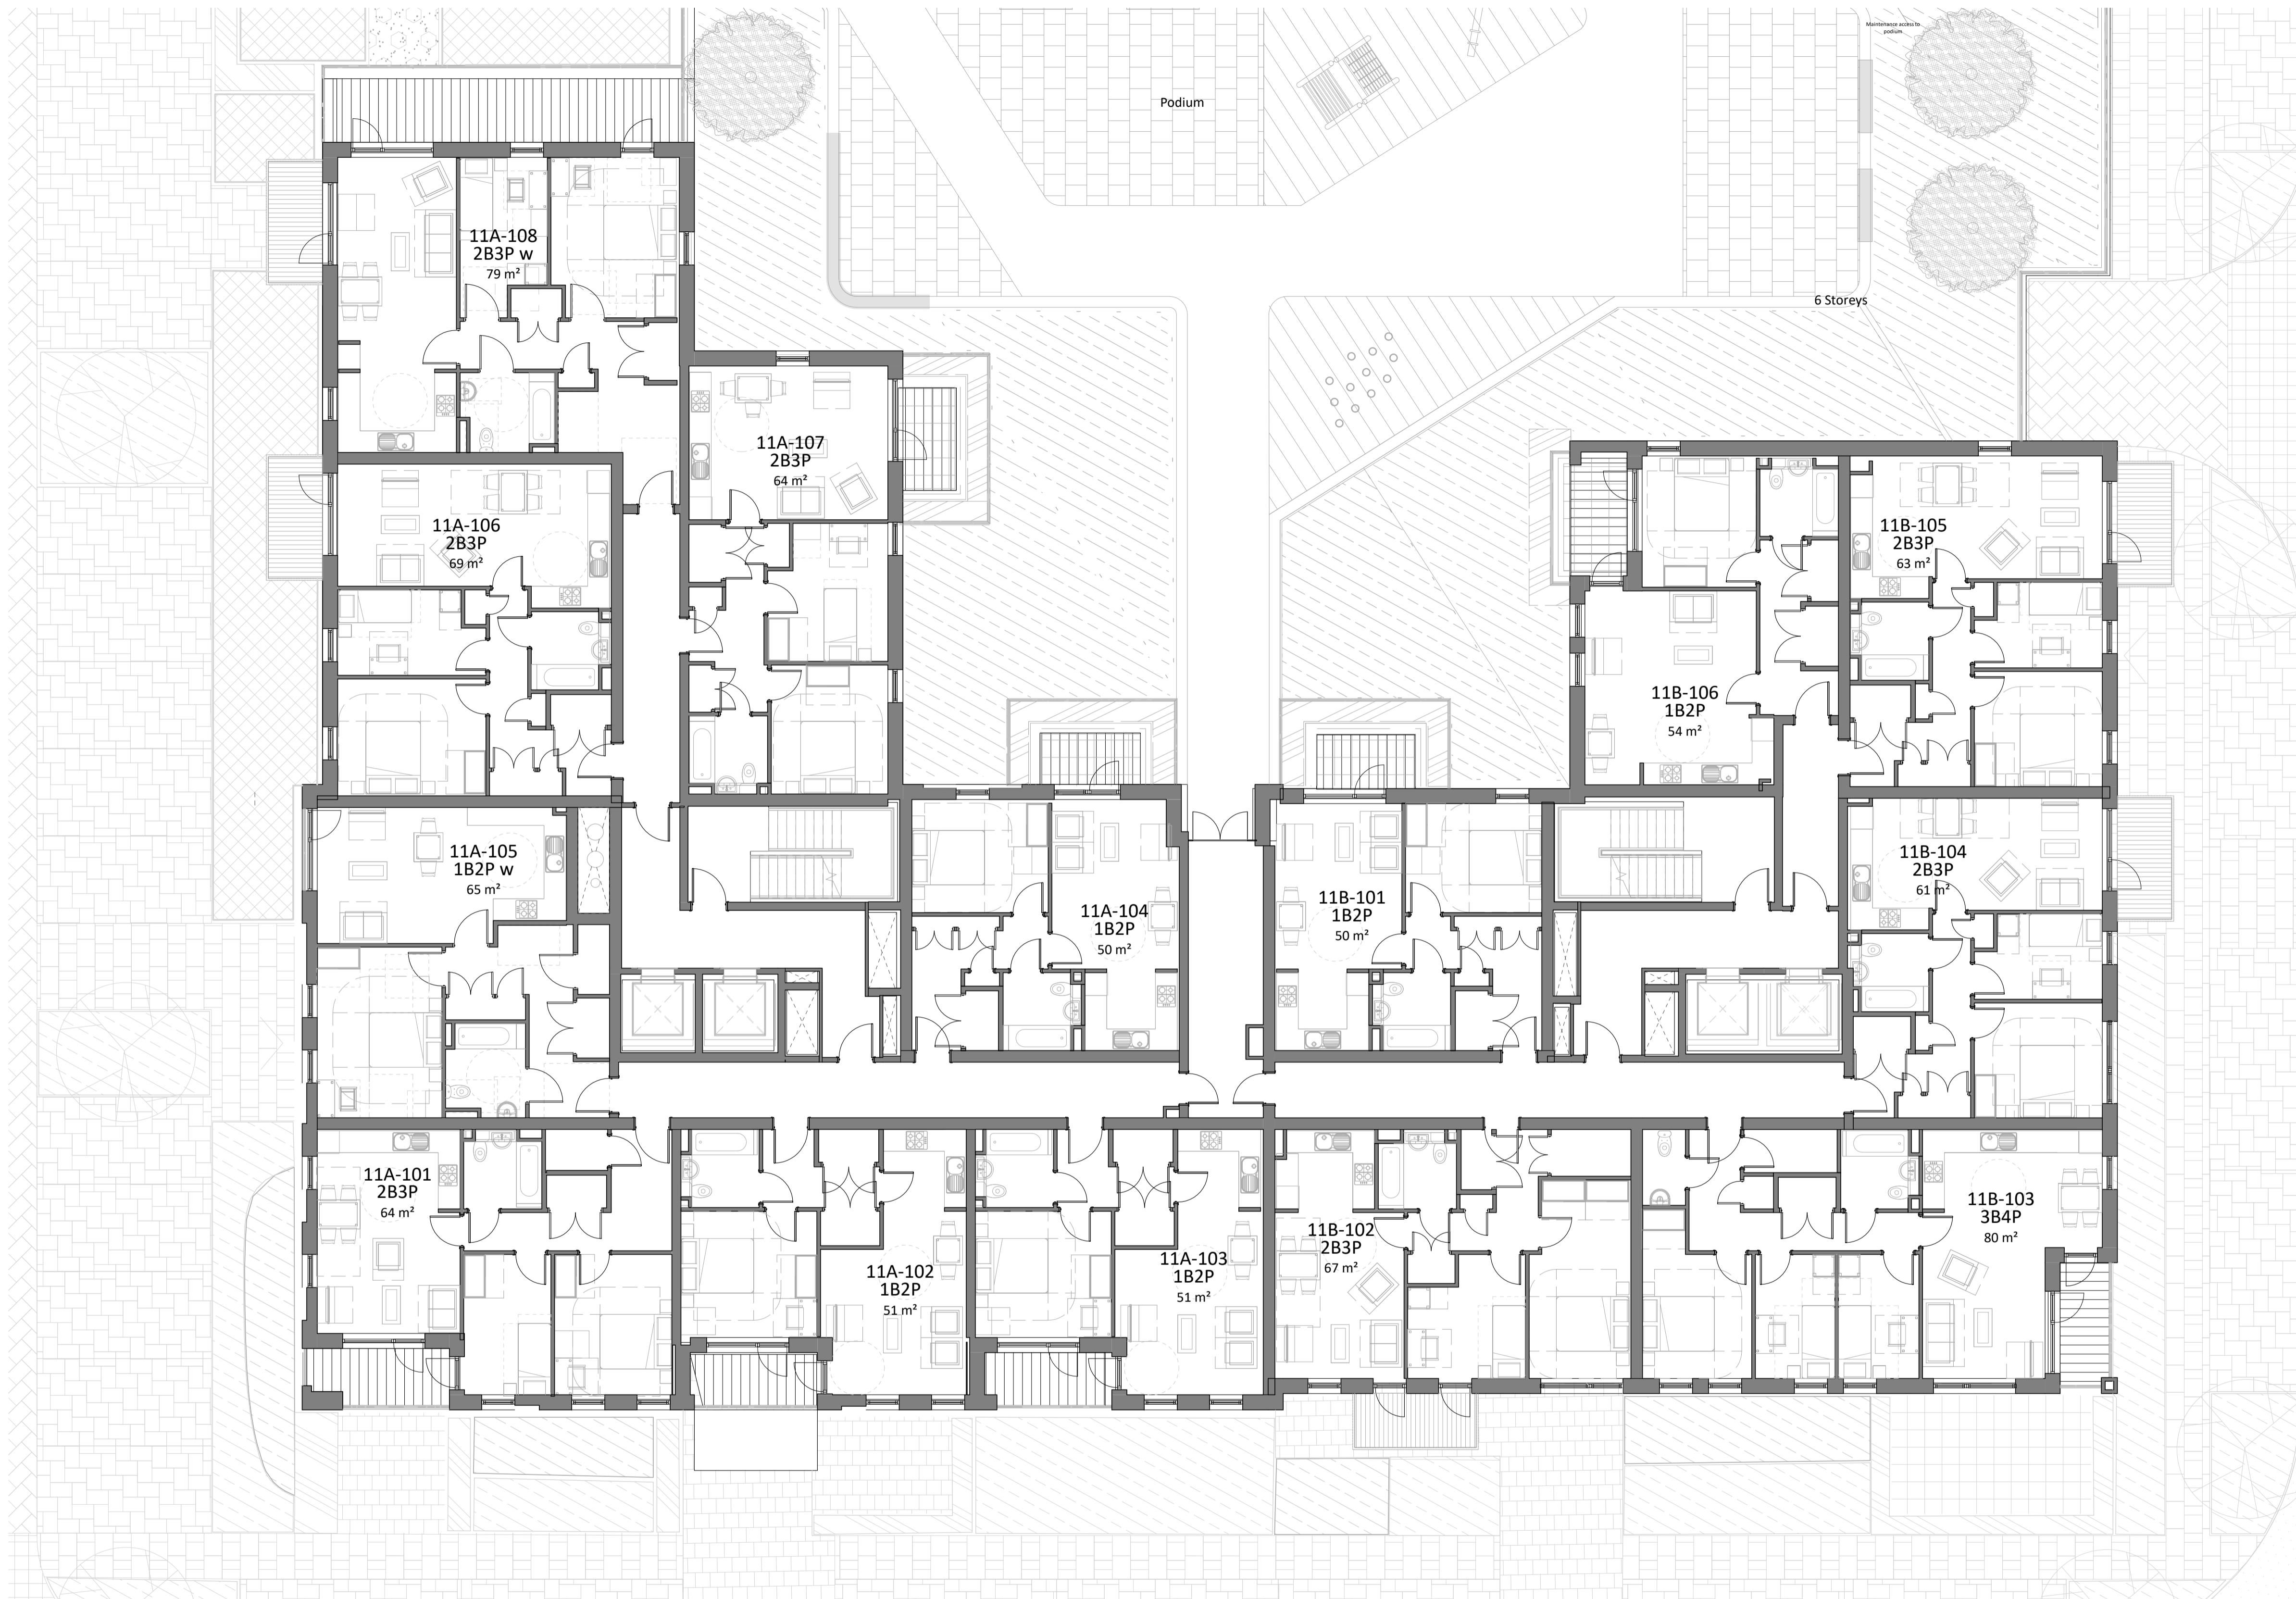 Maintenance access to
podium
Podium
11A-108
2B3P w
79 m²
6 Storeys
11A-107
2B3P
64 m²
11A-106
2B3P
69 m²
11B-105
2B3P
63 m²
11B-106
1B2P
54 m²
11A-105
1B2P w
65 m²
11B-104
2B3P
61 m²
11A-104
1B2P
50 m²
11B-101
1B2P
50 m²
11A-101
2B3P
64 m²
11A-102
1B2P
51 m²
11A-103
1B2P
51 m²
11B-102
2B3P
67 m²
11B-103
3B4P
80 m²